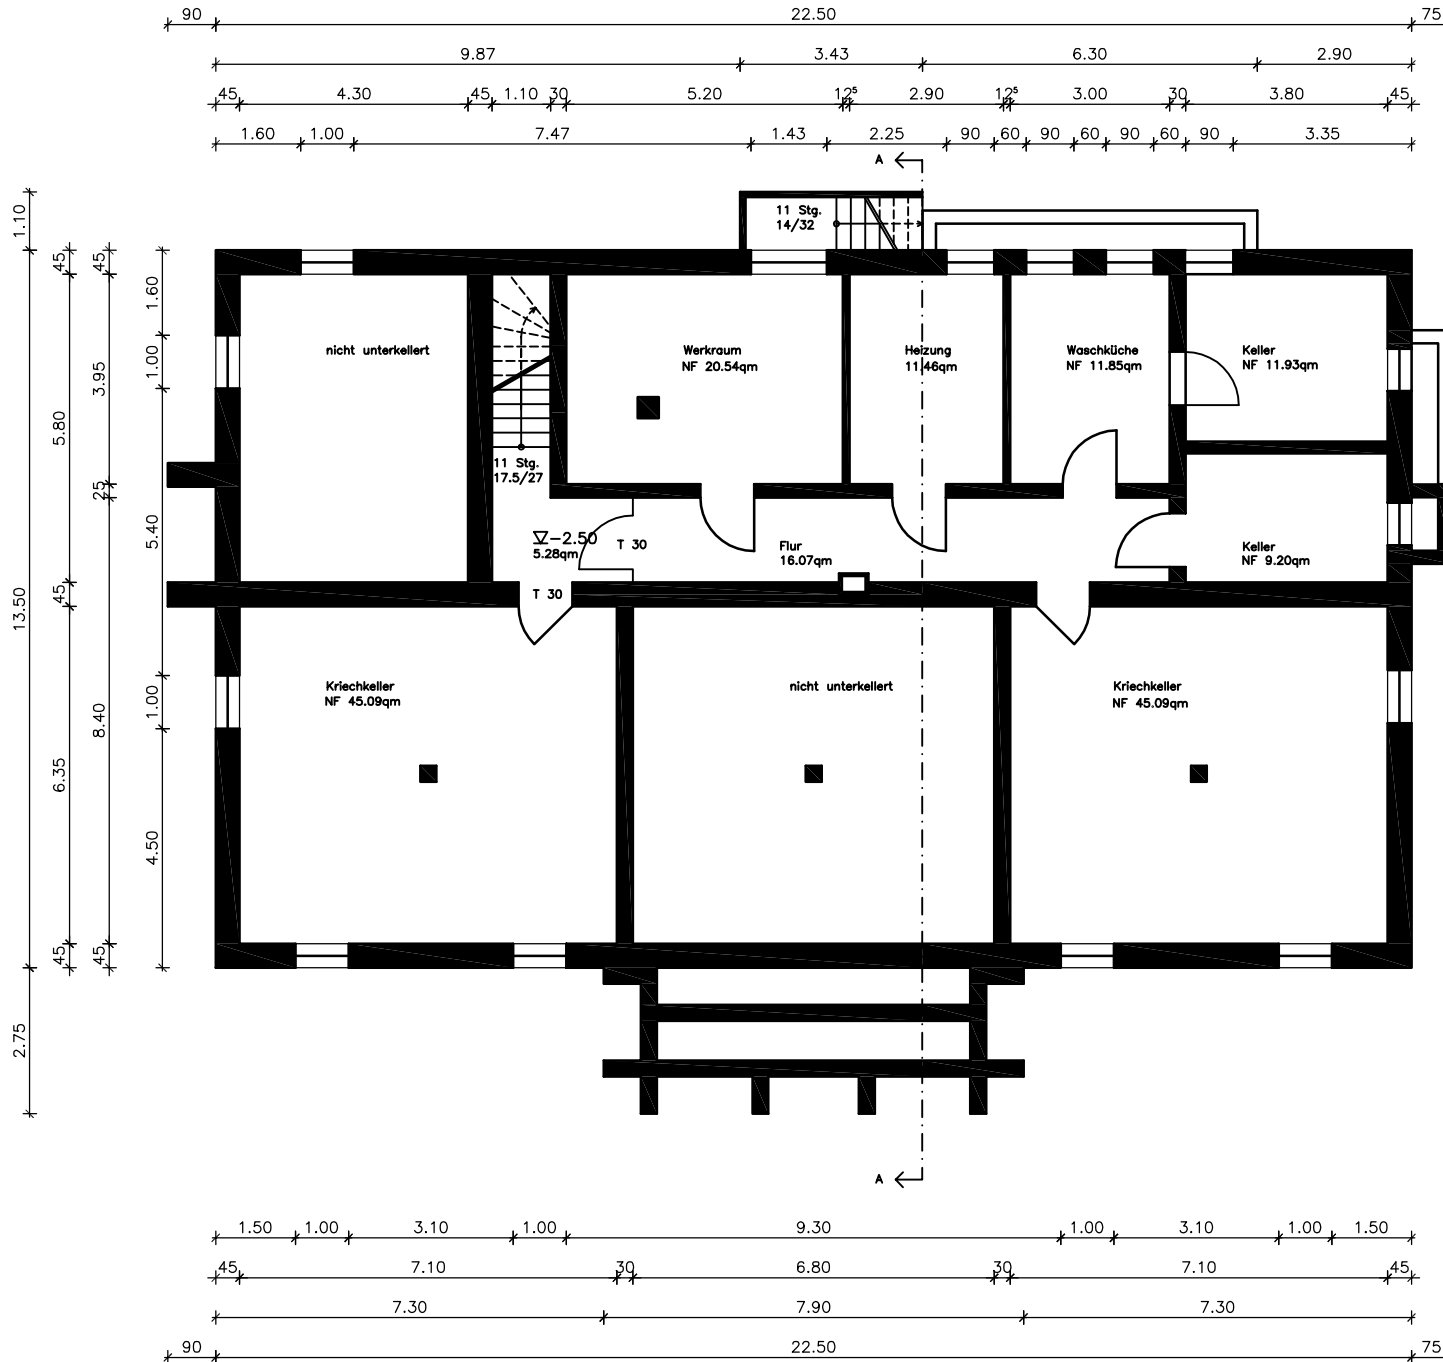 90 22.50 75
9.87 3.43 6.30 2.90
45 4.30 45 1.10 30 5.20 12⁵ 2.90 12⁵ 3.00 30 3.80 45
1.60 1.00 7.47 1.43 2.25 90 60 90 60 90 60 90 3.35
A
11 Stg.
14/32
1.10
13.50
2.75
45
5.80
45
6.35
45
45
3.95
25
8.40
45
1.60
1.00
5.40
1.00
4.50
nicht unterkellert
Werkraum
NF 20.54qm
Heizung
11.46qm
Waschküche
NF 11.85qm
Keller
NF 11.93qm
11 Stg.
17.5/27
-2.50
5.28qm
T 30
Flur
16.07qm
Keller
NF 9.20qm
T 30
Kriechkeller
NF 45.09qm
nicht unterkellert
Kriechkeller
NF 45.09qm
A
1.50 1.00 3.10 1.00 9.30 1.00 3.10 1.00 1.50
45 7.10 30 6.80 30 7.10 45
7.30 7.90 7.30
90 22.50 75